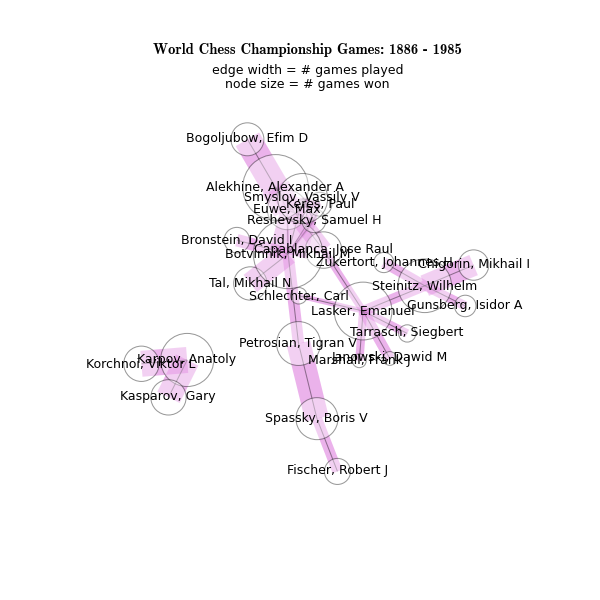 World Chess Championship Games: 1886 - 1985
edge width = # games played
node size = # games won
Bogoljubow, Efim D
Alekhine, Alexander A
Smyslov, Vassily V
Keres, Paul
Euwe, Max
Reshevsky, Samuel H
Bronstein, David I
Capablanca, Jose Raul
Botvinnik, Mikhail M
Zukertort, Johannes H
Chigorin, Mikhail I
Tal, Mikhail N
Steinitz, Wilhelm
Schlechter, Carl
Gunsberg, Isidor A
Lasker, Emanuel
Tarrasch, Siegbert
Petrosian, Tigran V
Janowski, Dawid M
Marshall, Frank J
Karpov, Anatoly
Korchnoi, Viktor L
Kasparov, Gary
Spassky, Boris V
Fischer, Robert J